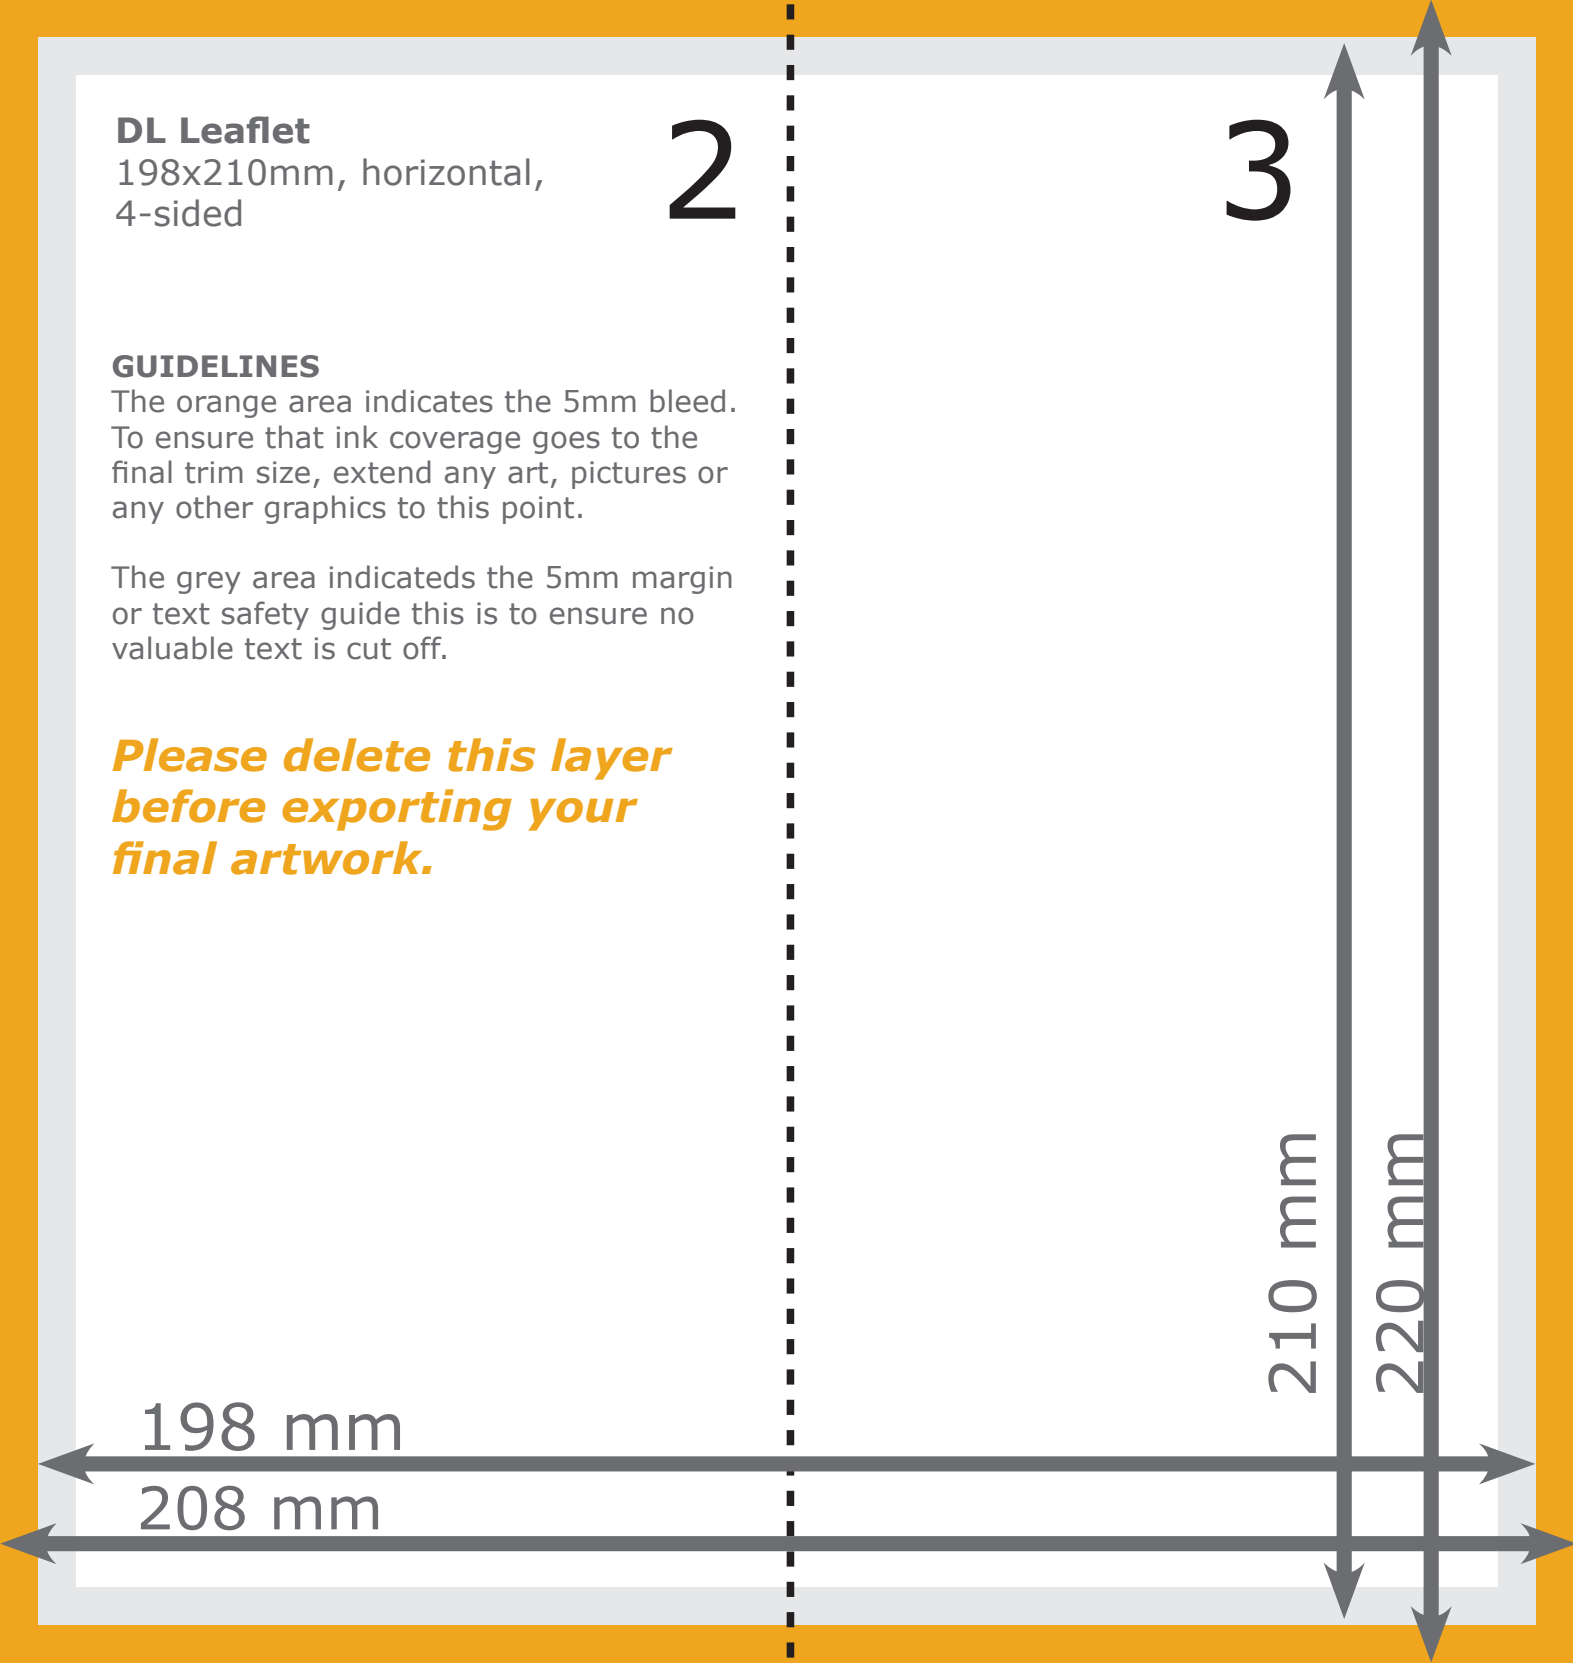 DL Leaflet
198x210mm, horizontal,
4-sided
2
3
GUIDELINES
The orange area indicates the 5mm bleed.
To ensure that ink coverage goes to the
final trim size, extend any art, pictures or
any other graphics to this point.
The grey area indicateds the 5mm margin
or text safety guide this is to ensure no
valuable text is cut off.
Please delete this layer
before exporting your
final artwork.
210 mm
220 mm
198 mm
208 mm